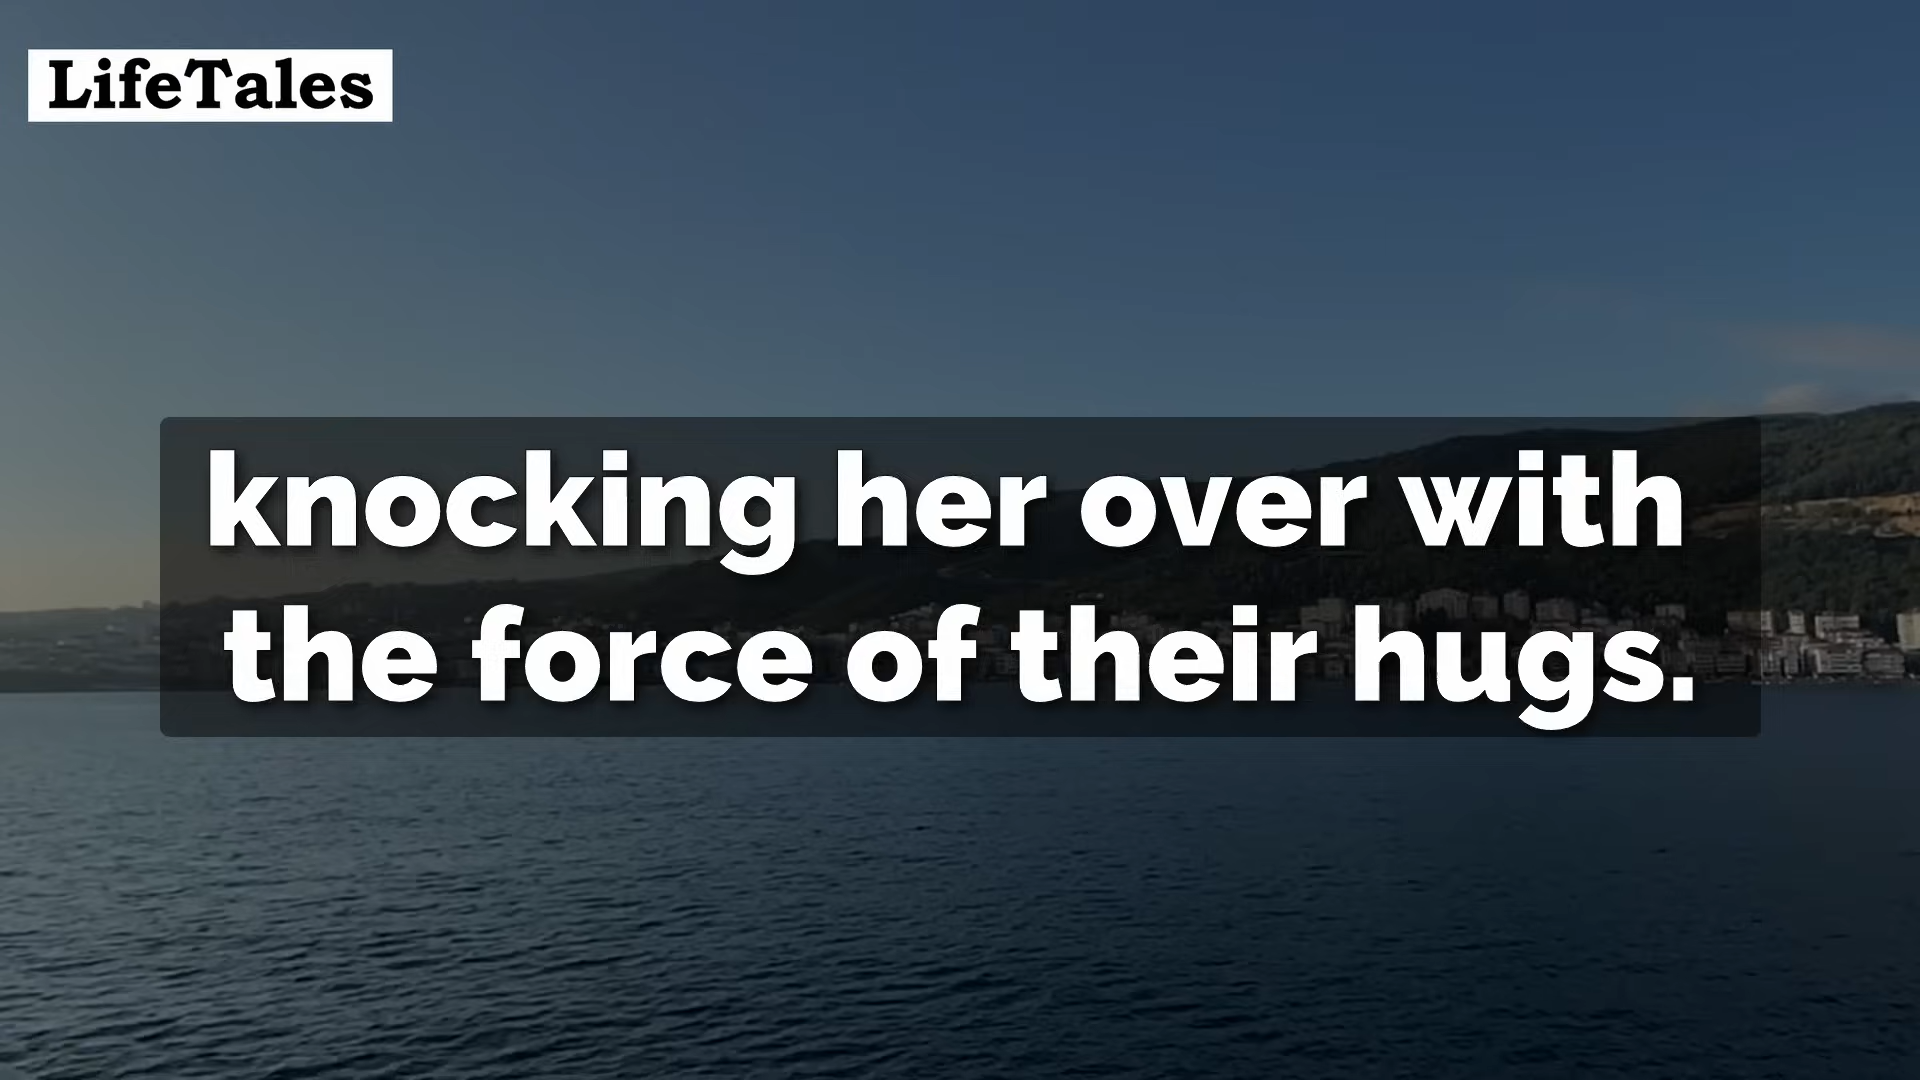 LifeTales
knocking her over with
the force of their hugs.